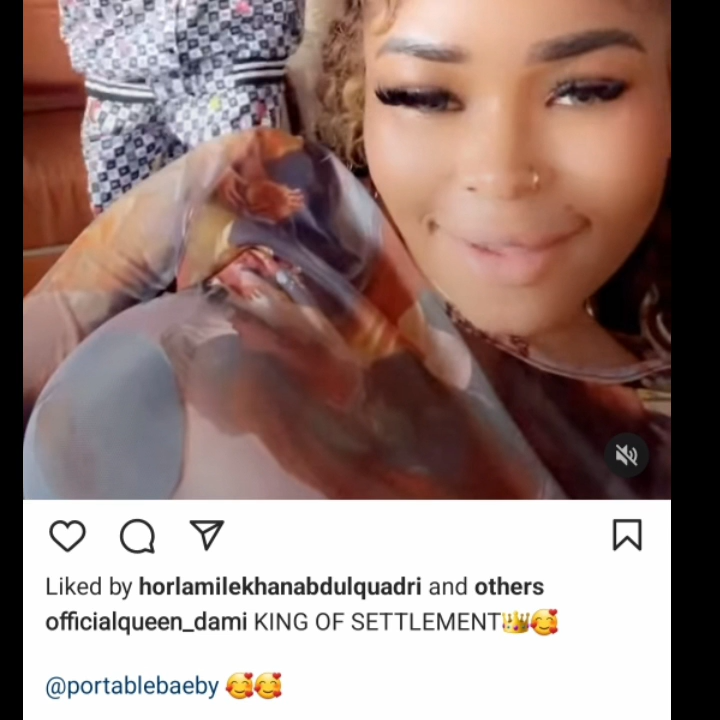 Liked by horlamilekhanabdulquadri and others
officialqueen_dami KING OF SETTLEMENT👑🥰
@portablebaeby 🥰🥰